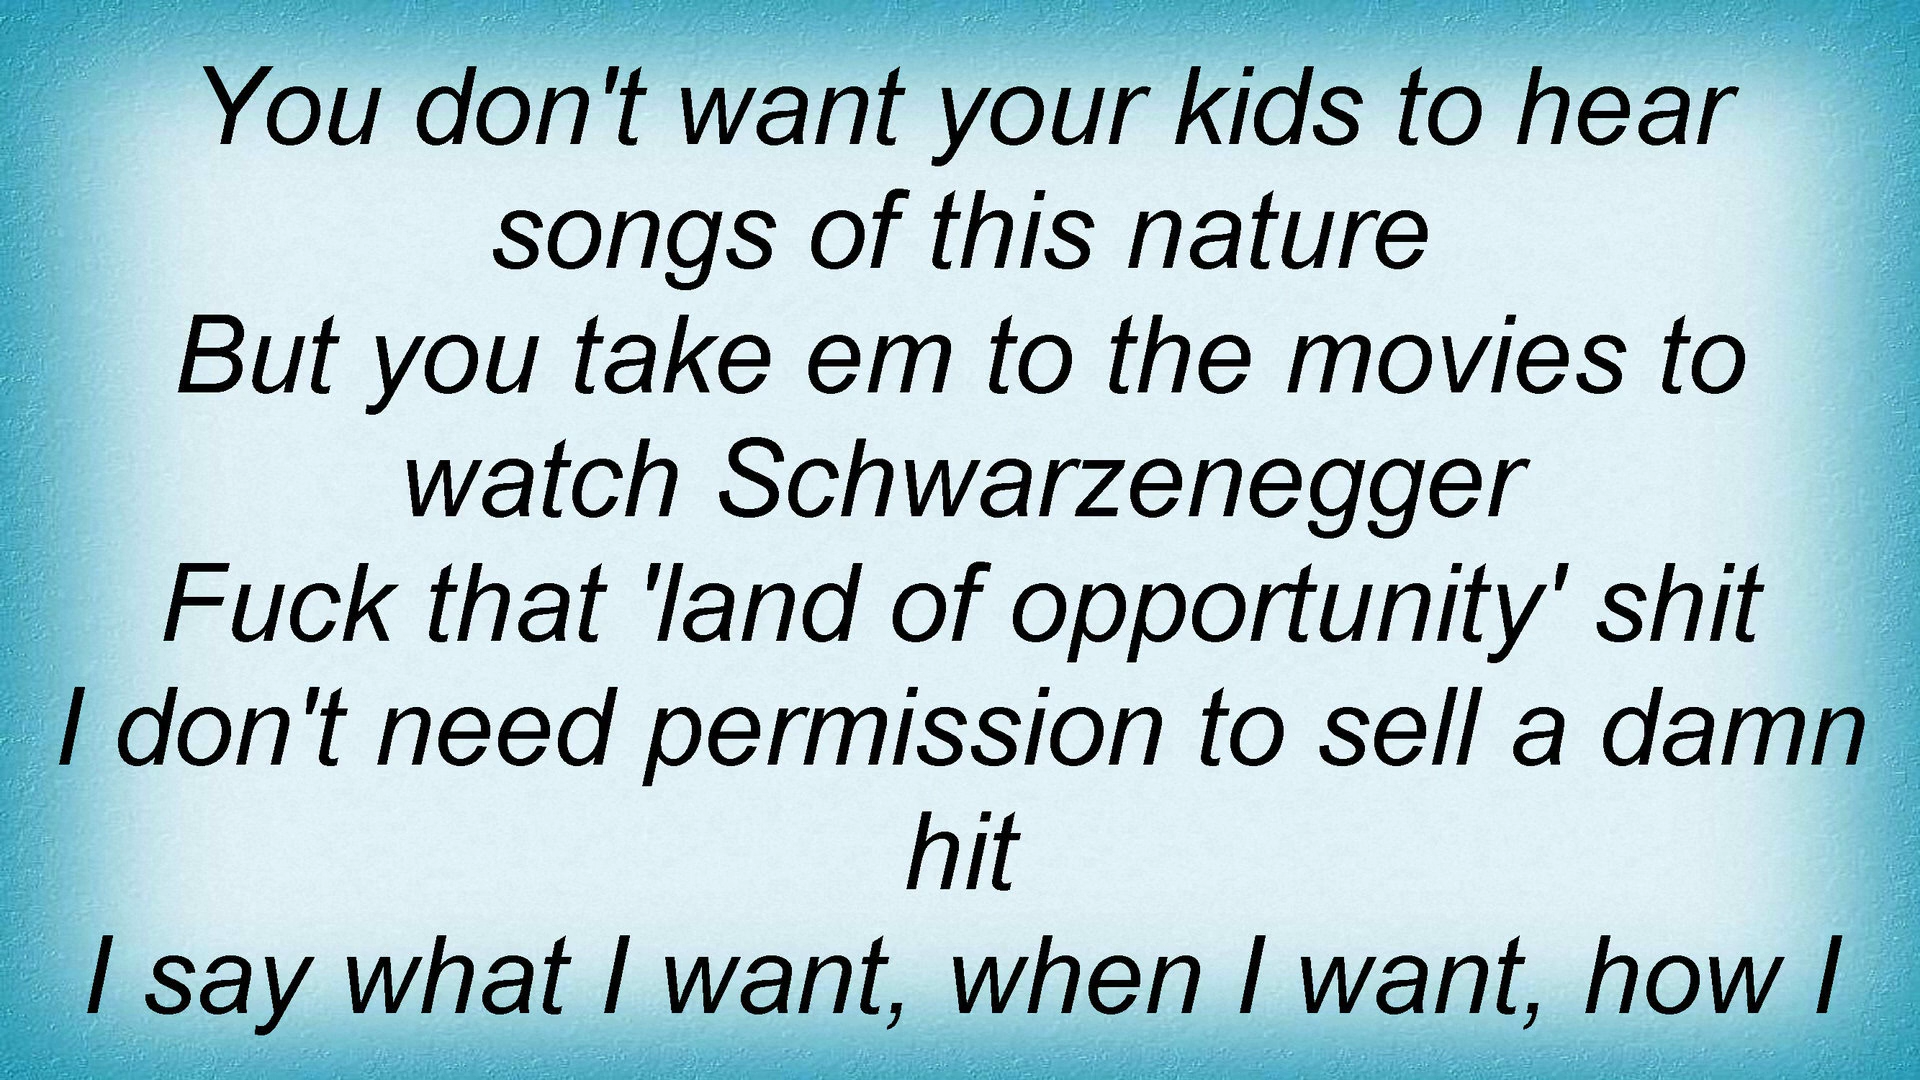 You don't want your kids to hear
songs of this nature
But you take em to the movies to
watch Schwarzenegger
Fuck that 'land of opportunity' shit
I don't need permission to sell a damn
hit
I say what I want, when I want, how I